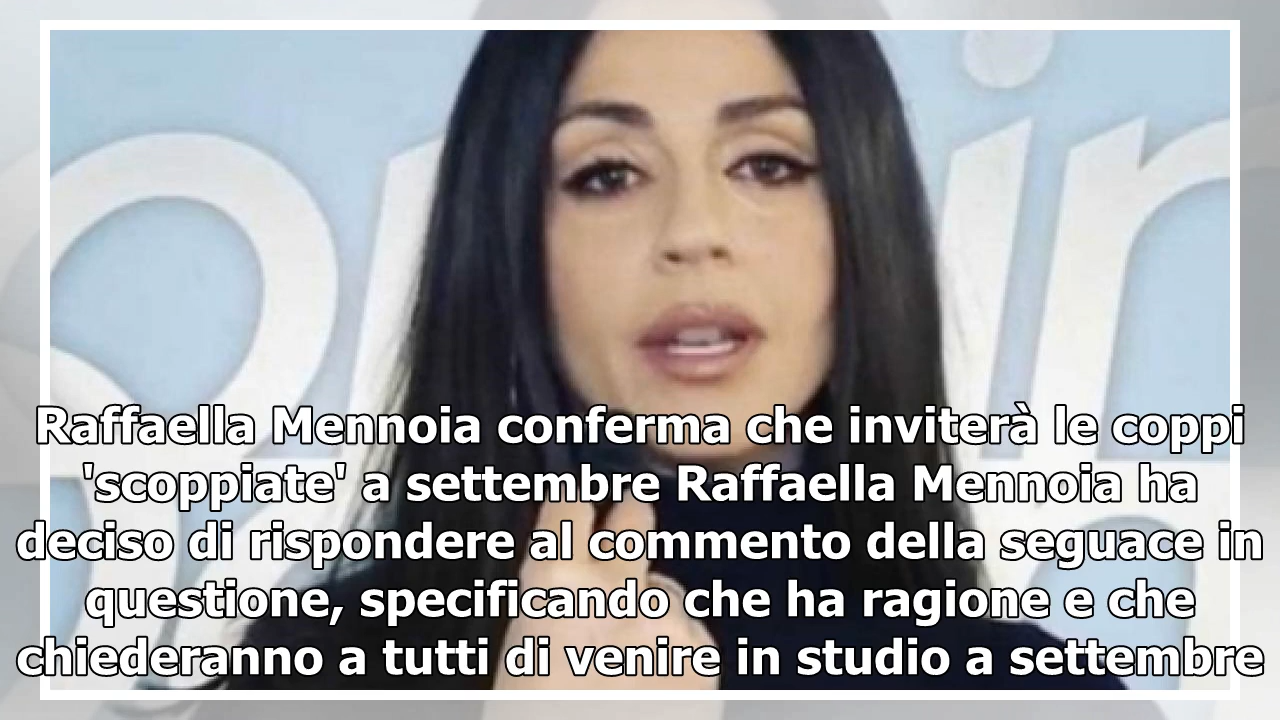 Raffaella Mennoia conferma che inviterà le coppi
'scoppiate' a settembre Raffaella Mennoia ha
deciso di rispondere al commento della seguace in
questione, specificando che ha ragione e che
chiederanno a tutti di venire in studio a settembre